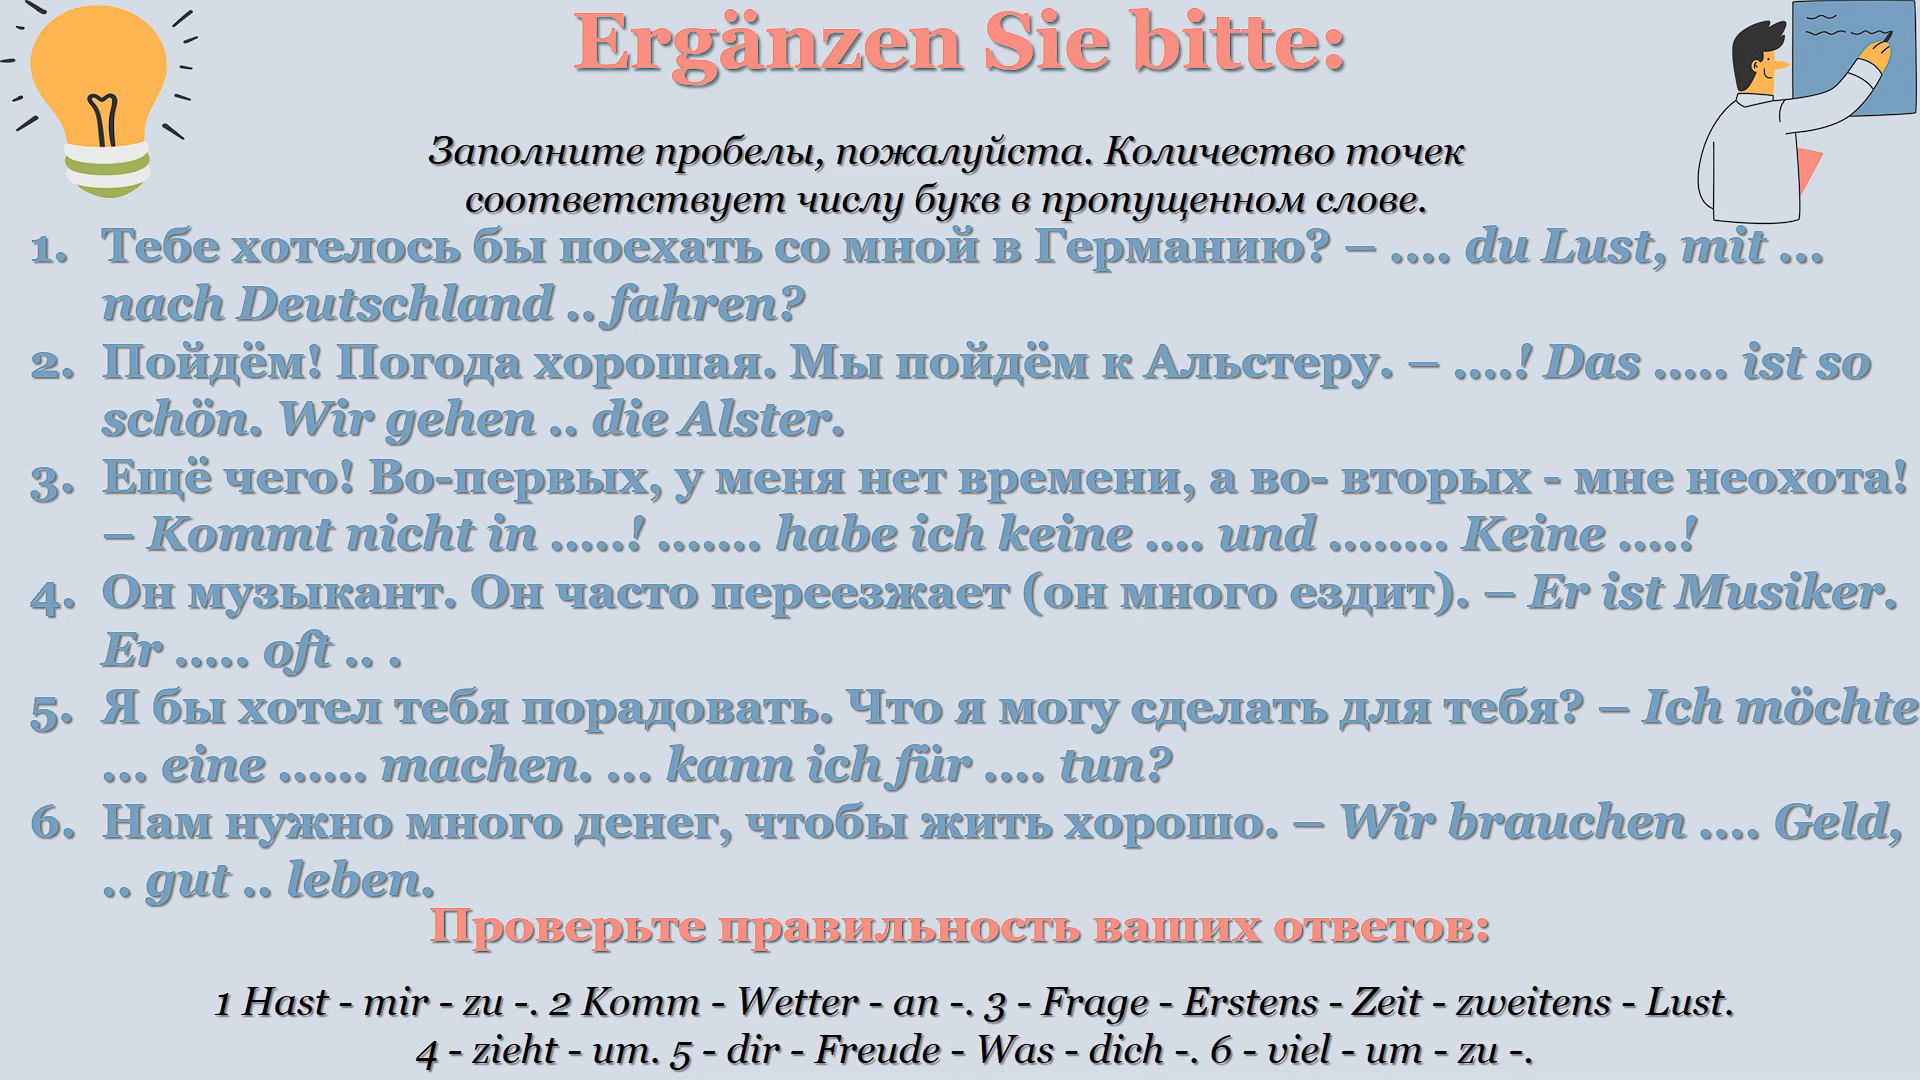 Ergänzen Sie bitte:
Заполните пробелы, пожалуйста. Количество точек
соответствует числу букв в пропущенном слове.
1. Тебе хотелось бы поехать со мной в Германию? – .... du Lust, mit ...
nach Deutschland .. fahren?
2. Пойдём! Погода хорошая. Мы пойдём к Альстеру. – ....! Das ..... ist so
schön. Wir gehen .. die Alster.
3. Ещё чего! Во-первых, у меня нет времени, а во- вторых - мне неохота!
– Kommt nicht in .....! ....... habe ich keine .... und ........ Keine ....!
4. Он музыкант. Он часто переезжает (он много ездит). – Er ist Musiker.
Er ..... oft .. .
5. Я бы хотел тебя порадовать. Что я могу сделать для тебя? – Ich möchte
... eine ...... machen. ... kann ich für .... tun?
6. Нам нужно много денег, чтобы жить хорошо. – Wir brauchen .... Geld,
.. gut .. leben.
Проверьте правильность ваших ответов:
1 Hast - mir - zu -. 2 Komm - Wetter - an -. 3 - Frage - Erstens - Zeit - zweitens - Lust.
4 - zieht - um. 5 - dir - Freude - Was - dich -. 6 - viel - um - zu -.